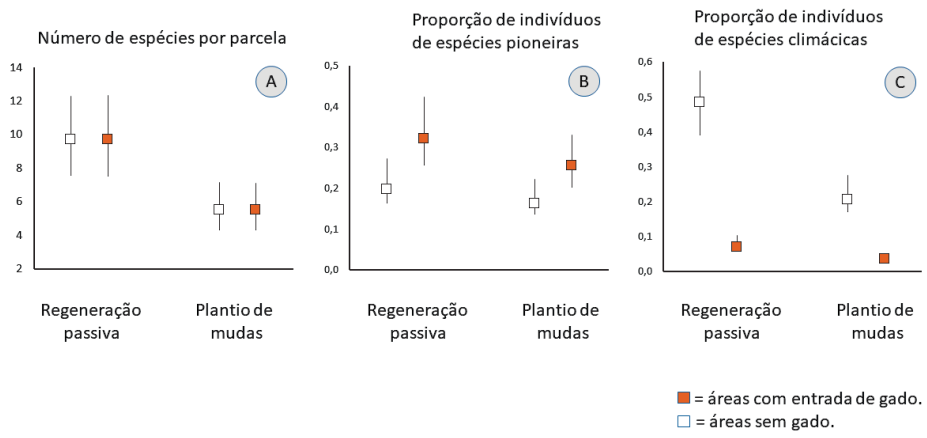 Número de espécies por parcela
A
14
12
10
8
6
4
2
Regeneração
passiva
Plantio de
mudas
Proporção de indivíduos
de espécies pioneiras
B
0,5
0,4
0,3
0,2
0,1
0,0
Regeneração
passiva
Plantio de
mudas
Proporção de indivíduos
de espécies climácicas
C
0,6
0,5
0,4
0,3
0,2
0,1
0,0
Regeneração
passiva
Plantio de
mudas
= áreas com entrada de gado.
= áreas sem gado.